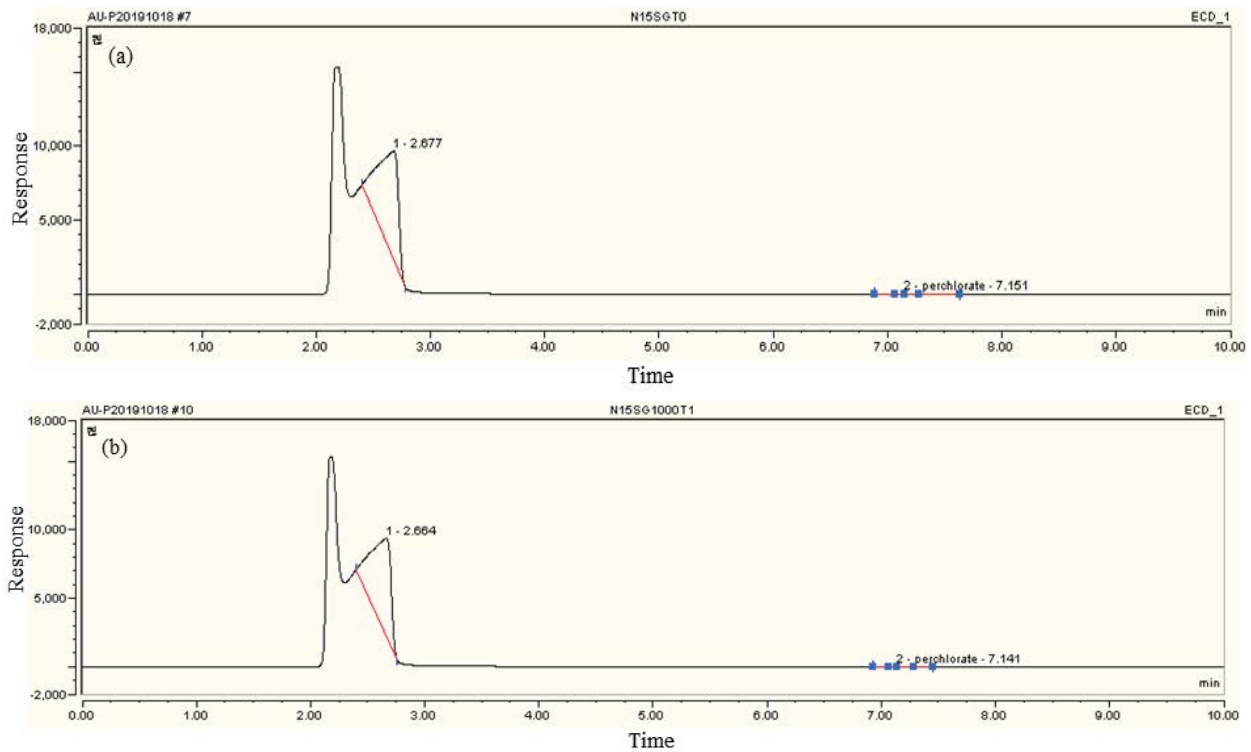 AU-P20191018 #7 N15SGT0 ECD_1
18,000
(a)
1 - 2.677
10,000
Response
5,000
2 - perchlorate - 7.151
min
-2,000
0.00 1.00 2.00 3.00 4.00 5.00 6.00 7.00 8.00 9.00 10.00
Time
AU-P20191018 #10 N15SG1000T1 ECD_1
18,000
(b)
1 - 2.664
10,000
Response
5,000
2 - perchlorate - 7.141
min
-2,000
0.00 1.00 2.00 3.00 4.00 5.00 6.00 7.00 8.00 9.00 10.00
Time